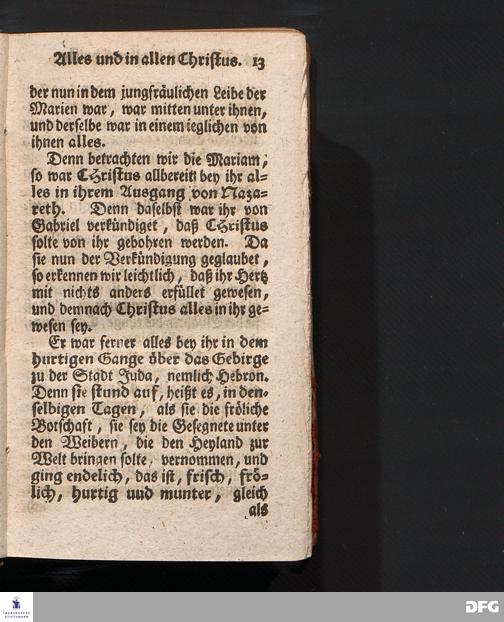 Alles und in allen Christus. 13
der nun in dem jungfräulichen Leibe der
Marien war, war mitten unter ihnen,
und derselbe war in einem ieglichen von
ihnen alles.
Denn betrachten wir die Mariam,
so war CHristus allbereits bey ihr al-
les in ihrem Ausgang von Naza-
reth. Denn daselbst war ihr von
Gabriel verkündiget, daß CHristus
solte von ihr gebohren werden. Da
sie nun der Verkündigung geglaubet,
so erkennen wir leichtlich, daß ihr Hertz
mit nichts anders erfüllet gewesen,
und demnach Christus alles in ihr ge-
wesen sey.
Er war ferner alles bey ihr in dem
hurtigen Gange über das Gebirge
zu der Stadt Juda, nemlich Hebron.
Denn sie stund auf, heißt es, in den-
selbigen Tagen, als sie die fröliche
Botschaft, sie sey die Gesegnete unter
den Weibern, die den Heyland zur
Welt bringen solte, vernommen, und
ging endelich, das ist, frisch, frö-
lich, hurtig uud munter, gleich
als
FRANCKESCHE
STIFTUNGEN
DFG